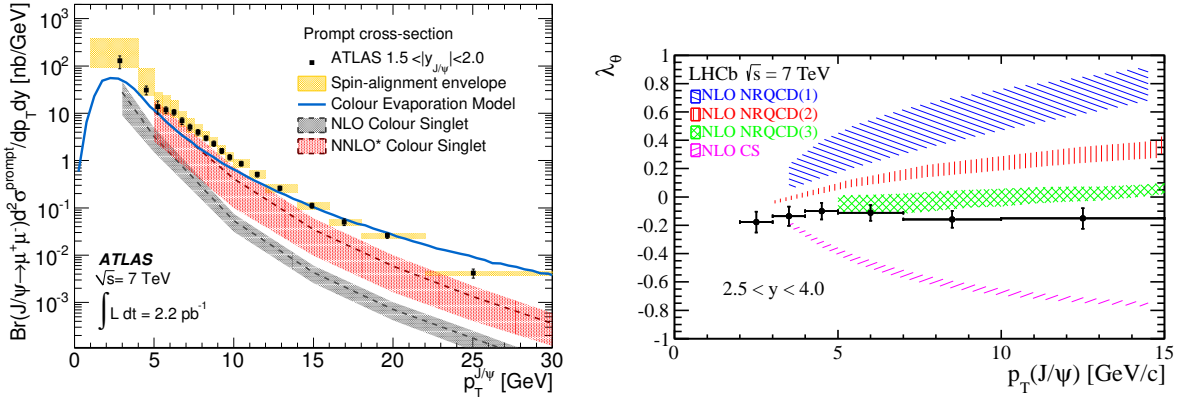 Br(J/ψ→μ⁺μ⁻)d²σ^prompt/dp_T dy [nb/GeV]
10³
10²
10
1
10⁻¹
10⁻²
10⁻³
Prompt cross-section
ATLAS 1.5<|y_J/ψ|<2.0
Spin-alignment envelope
Colour Evaporation Model
NLO Colour Singlet
NNLO* Colour Singlet
ATLAS
√s= 7 TeV
∫ L dt = 2.2 pb⁻¹
0 5 10 15 20 25 30
p_T^J/ψ [GeV]
λ_θ
1
0.8
0.6
0.4
0.2
0
-0.2
-0.4
-0.6
-0.8
-1
LHCb √s = 7 TeV
NLO NRQCD(1)
NLO NRQCD(2)
NLO NRQCD(3)
NLO CS
2.5 < y < 4.0
0 5 10 15
p_T(J/ψ) [GeV/c]